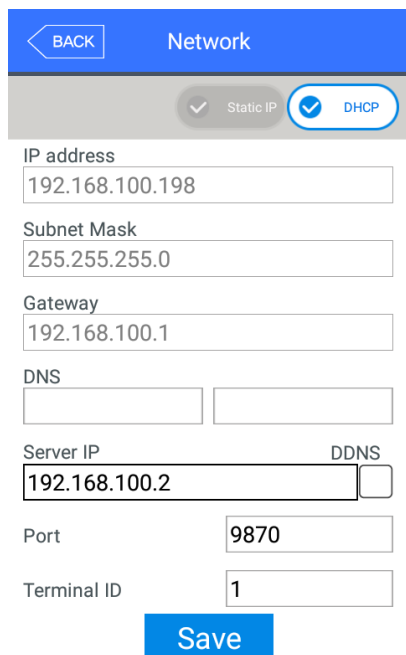 BACK Network
Static IP DHCP
IP address
192.168.100.198
Subnet Mask
255.255.255.0
Gateway
192.168.100.1
DNS
Server IP DDNS
192.168.100.2
Port 9870
Terminal ID 1
Save